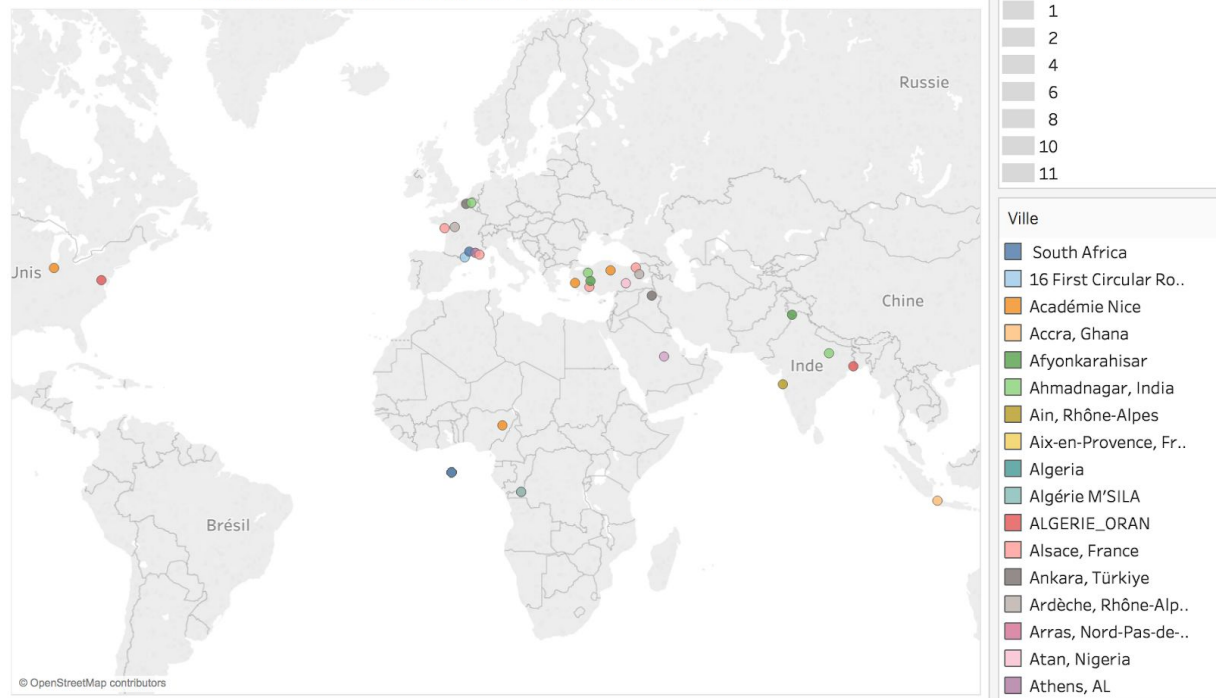 Russie
Unis
Chine
Inde
Brésil
© OpenStreetMap contributors
1
2
4
6
8
10
11
Ville
South Africa
16 First Circular Ro..
Académie Nice
Accra, Ghana
Afyonkarahisar
Ahmadnagar, India
Ain, Rhône-Alpes
Aix-en-Provence, Fr..
Algeria
Algérie M'SILA
ALGERIE_ORAN
Alsace, France
Ankara, Türkiye
Ardèche, Rhône-Alp..
Arras, Nord-Pas-de-..
Atan, Nigeria
Athens, AL